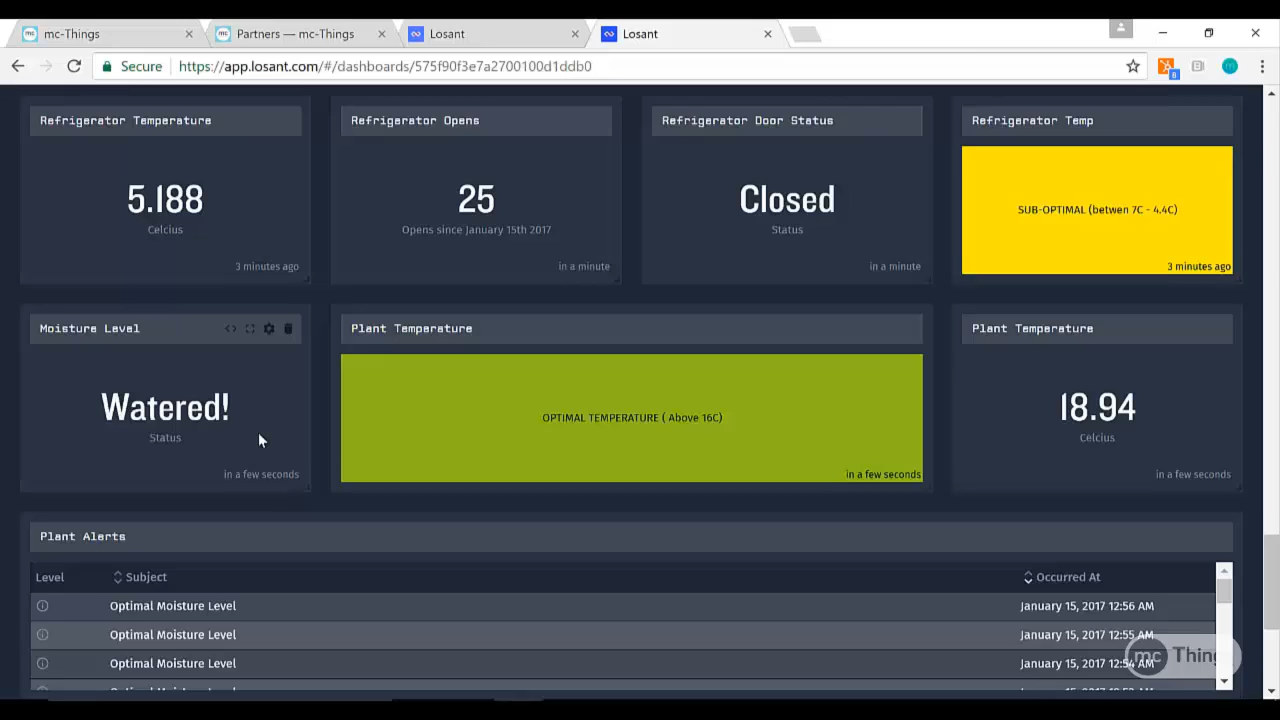 mc-Things
Partners — mc-Things
Losant
Losant
Secure
https://app.losant.com/#/dashboards/575f90f3e7a2700100d1ddb0
Refrigerator Temperature
5.188
Celcius
3 minutes ago
Refrigerator Opens
25
Opens since January 15th 2017
in a minute
Refrigerator Door Status
Closed
Status
in a minute
Refrigerator Temp
SUB-OPTIMAL (betwen 7C - 4.4C)
3 minutes ago
Moisture Level
Watered!
Status
in a few seconds
Plant Temperature
OPTIMAL TEMPERATURE ( Above 16C)
in a few seconds
Plant Temperature
18.94
Celcius
in a few seconds
Plant Alerts
Level Subject Occurred At
Optimal Moisture Level January 15, 2017 12:56 AM
Optimal Moisture Level January 15, 2017 12:55 AM
Optimal Moisture Level January 15, 2017 12:54 AM
mc Things